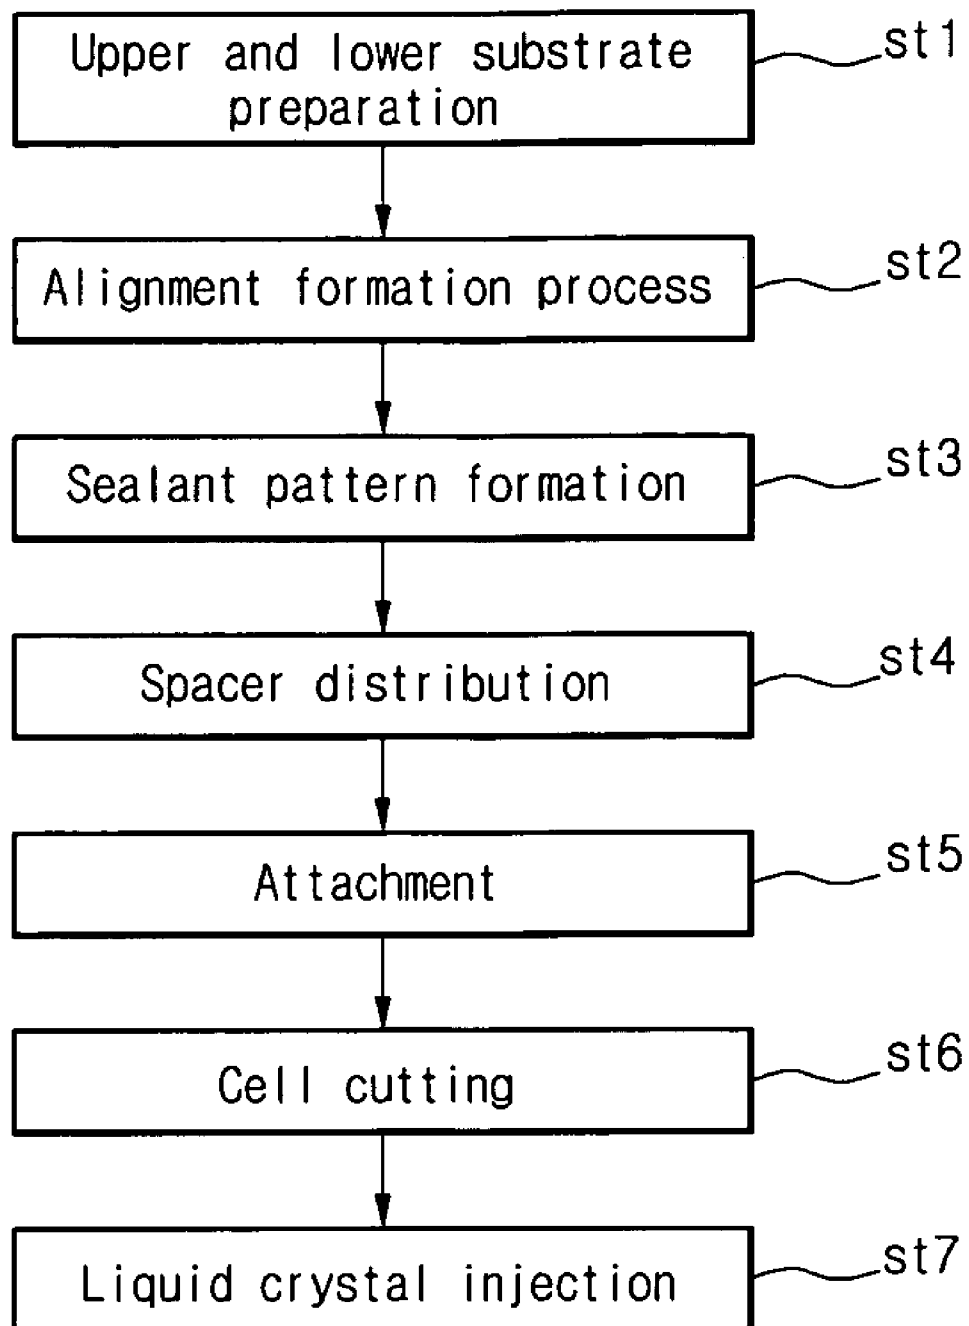 Upper and lower substrate
preparation
st1
Alignment formation process
st2
Sealant pattern formation
st3
Spacer distribution
st4
Attachment
st5
Cell cutting
st6
Liquid crystal injection
st7